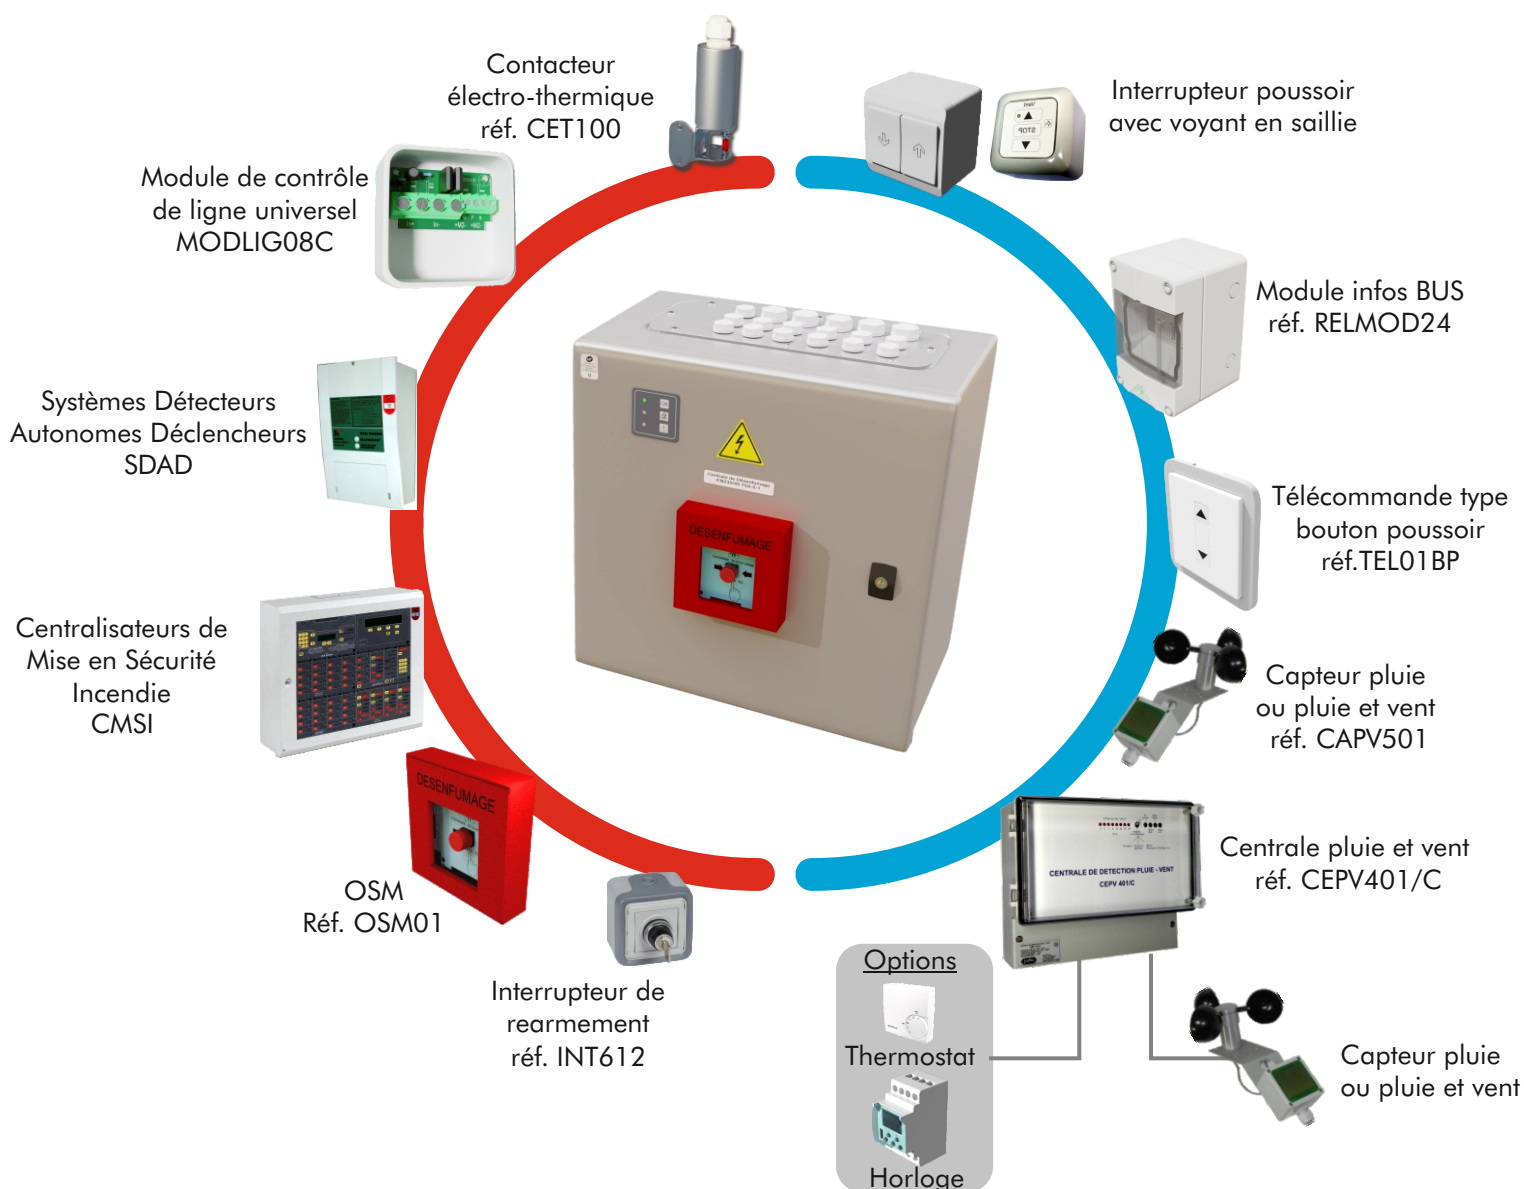 Contacteur
électro-thermique
réf. CET100
Interrupteur poussoir
avec voyant en saillie
STOP
Module de contrôle
de ligne universel
MODLIG08C
Module infos BUS
réf. RELMOD24
Systèmes Détecteurs
Autonomes Déclencheurs
SDAD
Centrale de Désenfumage
DESENFUMAGE
Télécommande type
bouton poussoir
réf.TEL01BP
Centralisateurs de
Mise en Sécurité
Incendie
CMSI
Capteur pluie
ou pluie et vent
réf. CAPV501
DESENFUMAGE
OSM
Réf. OSM01
CENTRALE DE DETECTION PLUIE - VENT
CEPV 401/C
Centrale pluie et vent
réf. CEPV401/C
Interrupteur de
rearmement
réf. INT612
Options
Thermostat
Horloge
Capteur pluie
ou pluie et vent